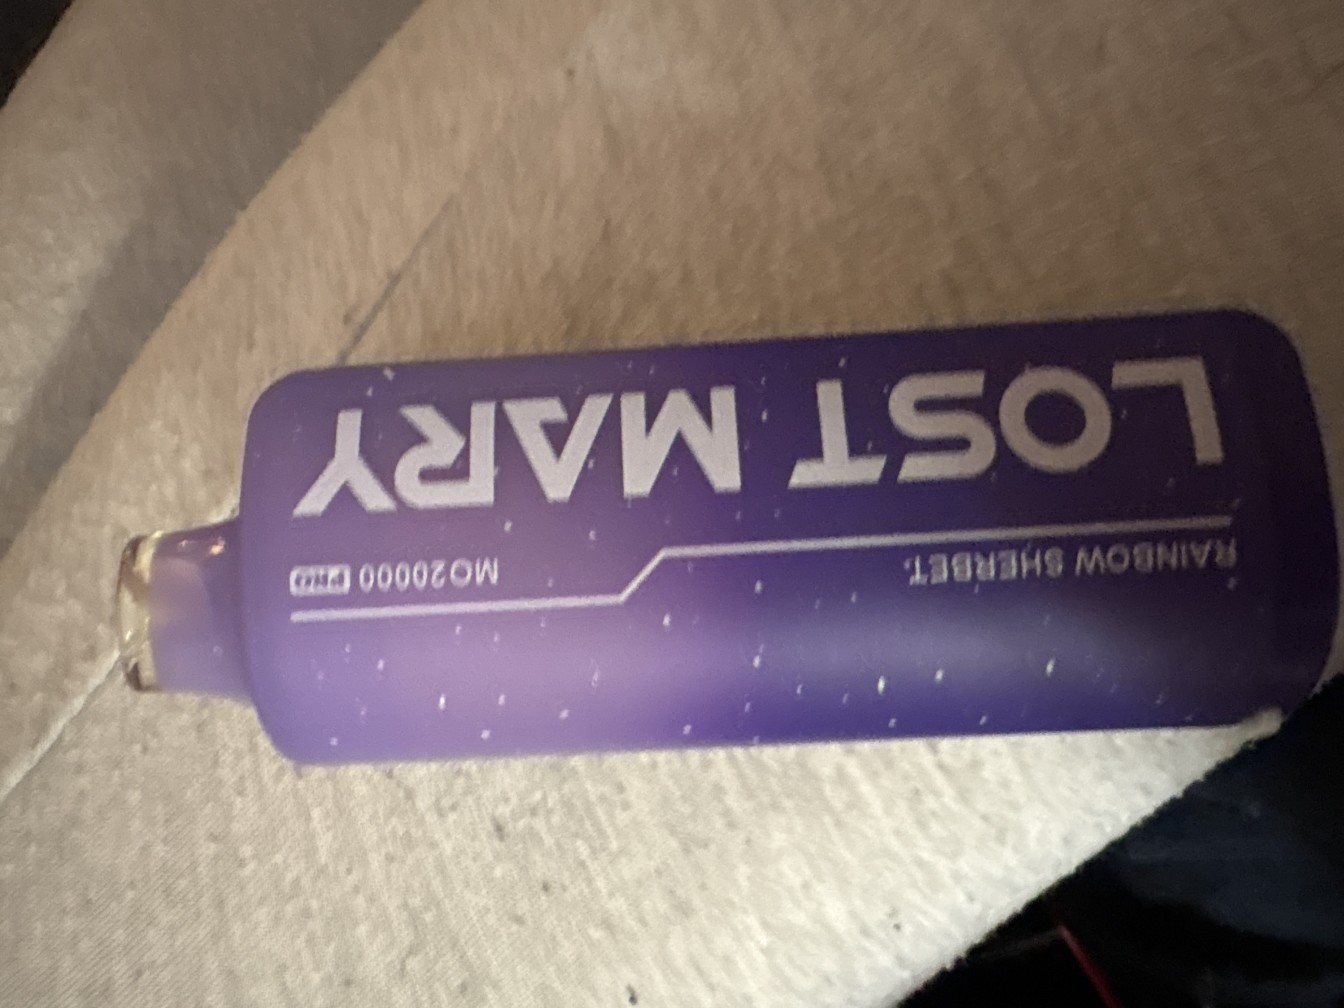 LOST MARY
RAINBOW SHERBET.
MO20000 PRO